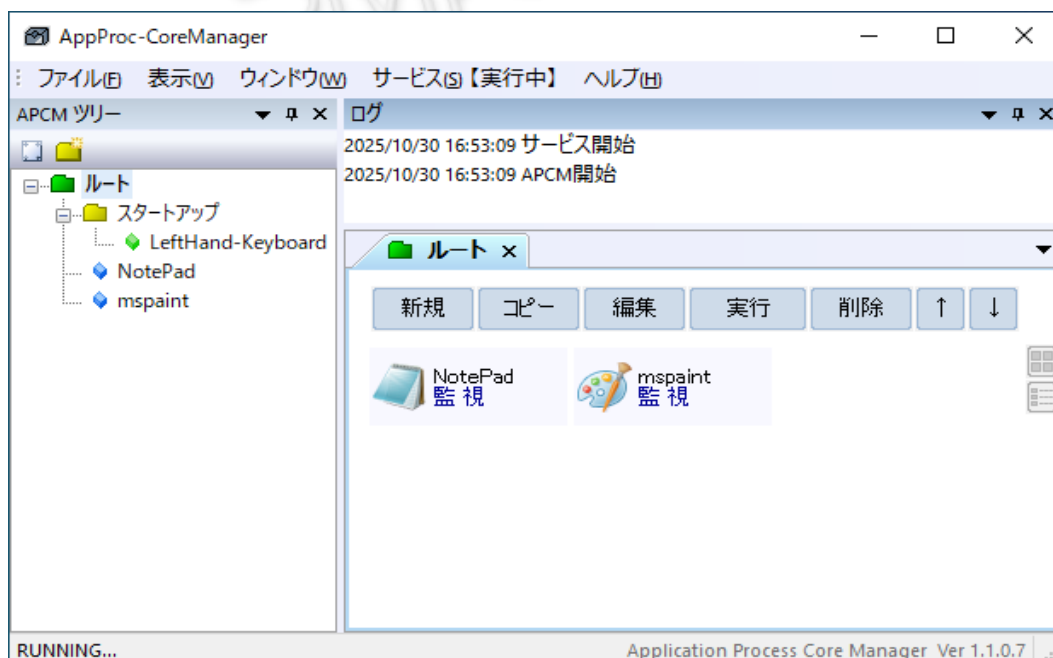 AppProc-CoreManager
ファイル(F) 表示(V) ウィンドウ(W) サービス(S)【実行中】 ヘルプ(H)
APCM ツリー
ルート
スタートアップ
LeftHand-Keyboard
NotePad
mspaint
ログ
2025/10/30 16:53:09 サービス開始
2025/10/30 16:53:09 APCM開始
ルート
新規 コピー 編集 実行 削除 ↑ ↓
NotePad
監 視
mspaint
監 視
RUNNING...
Application Process Core Manager Ver 1.1.0.7